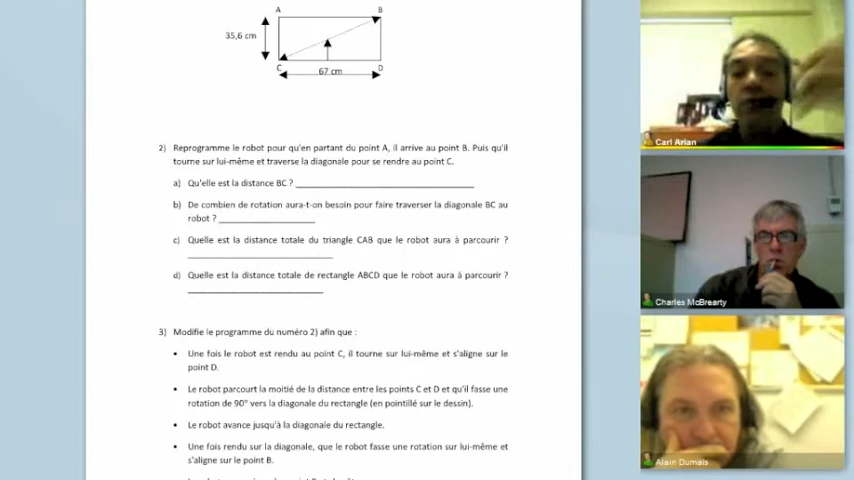 A B
35,6 cm
C D
67 cm
2) Reprogramme le robot pour qu'en partant du point A, il arrive au point B. Puis qu'il
tourne sur lui-même et traverse la diagonale pour se rendre au point C.
a) Qu'elle est la distance BC ?
b) De combien de rotation aura-t-on besoin pour faire traverser la diagonale BC au
robot ?
c) Quelle est la distance totale du triangle CAB que le robot aura à parcourir ?
d) Quelle est la distance totale de rectangle ABCD que le robot aura à parcourir ?
3) Modifie le programme du numéro 2) afin que :
• Une fois le robot est rendu au point C, il tourne sur lui-même et s'aligne sur le
point D.
• Le robot parcourt la moitié de la distance entre les points C et D et qu'il fasse une
rotation de 90° vers la diagonale du rectangle (en pointillé sur le dessin).
• Le robot avance jusqu'à la diagonale du rectangle.
• Une fois rendu sur la diagonale, que le robot fasse une rotation sur lui-même et
s'aligne sur le point B.
Carl Arian
Charles McBrearty
Alain Dumais